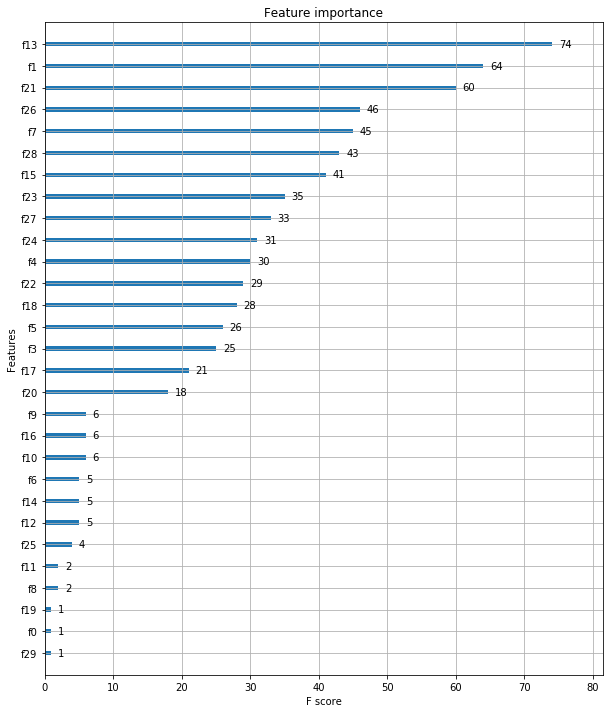 Feature importance
f13 74
f1 64
f21 60
f26 46
f7 45
f28 43
f15 41
f23 35
f27 33
f24 31
f4 30
f22 29
f18 28
f5 26
f3 25
f17 21
f20 18
f9 6
f16 6
f10 6
f6 5
f14 5
f12 5
f25 4
f11 2
f8 2
f19 1
f0 1
f29 1
Features
0 10 20 30 40 50 60 70 80
F score